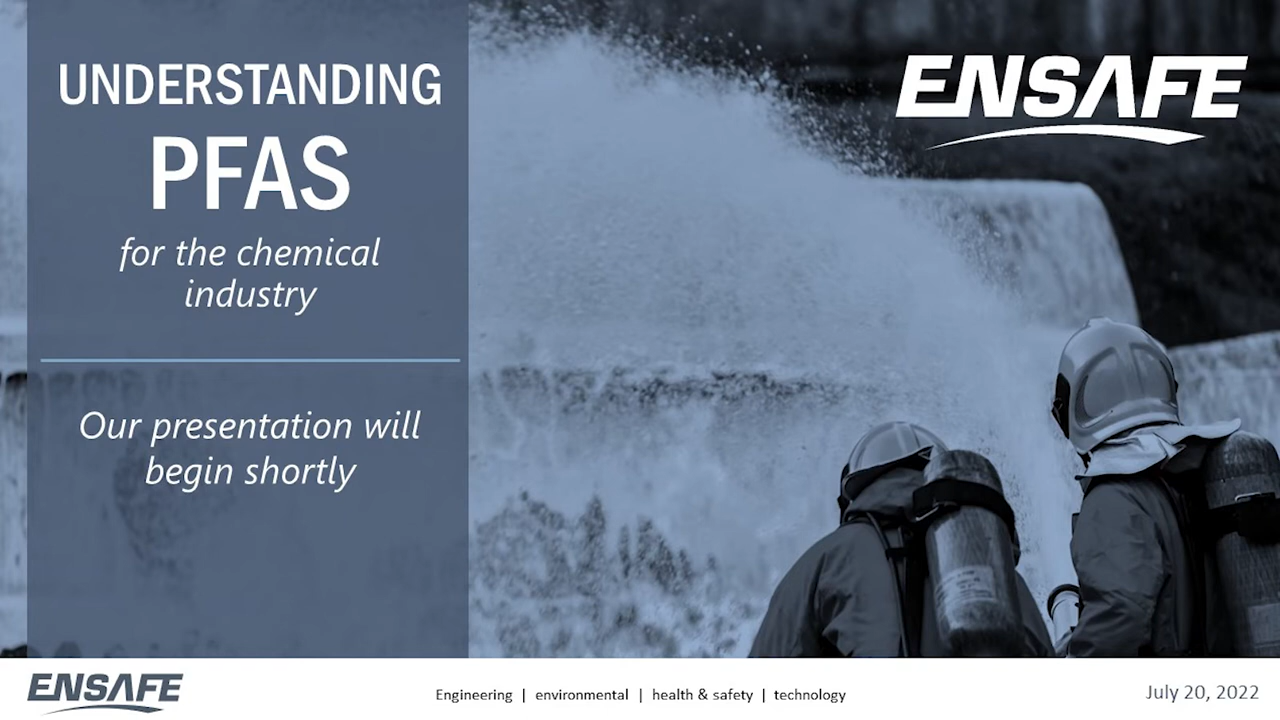 UNDERSTANDING
PFAS
for the chemical
industry
Our presentation will
begin shortly
ENSAFE
ENSAFE
Engineering | environmental | health & safety | technology
July 20, 2022